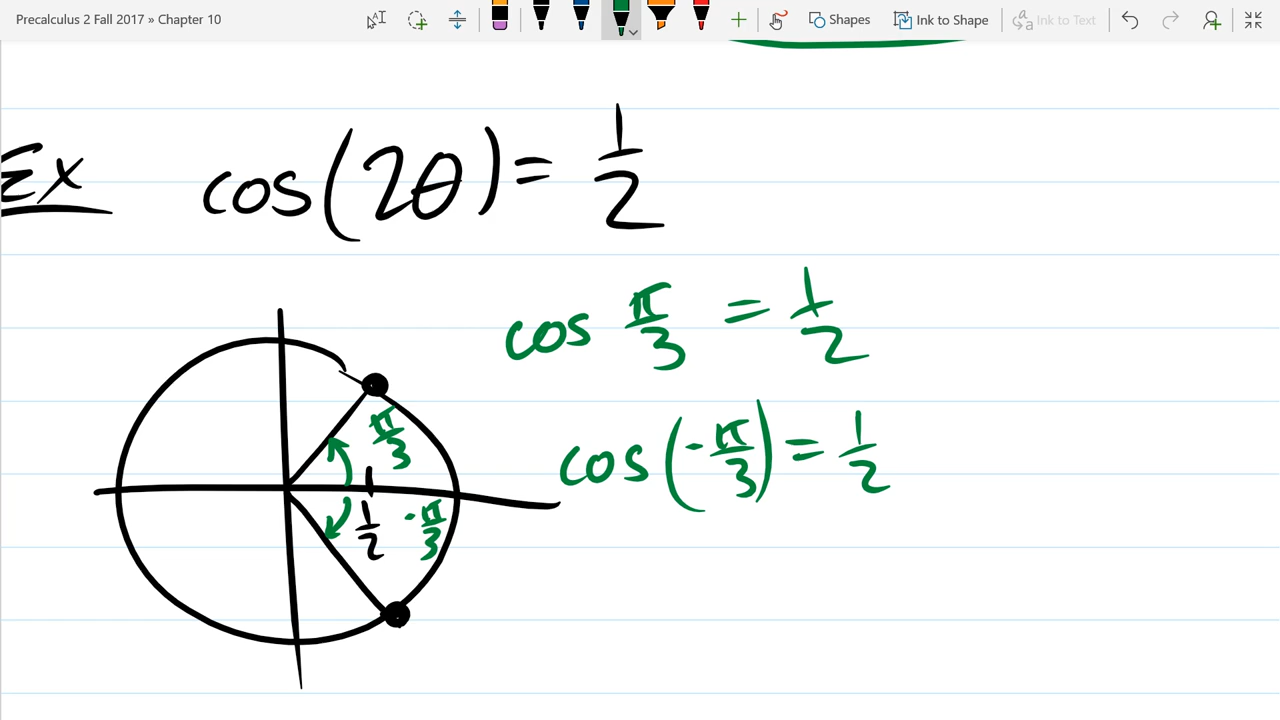 Precalculus 2 Fall 2017 » Chapter 10
Shapes
Ink to Shape
Ink to Text
Ex cos(2θ) = 1/2
cos π/3 = 1/2
cos(-π/3) = 1/2
π/3
1/2
-π/3